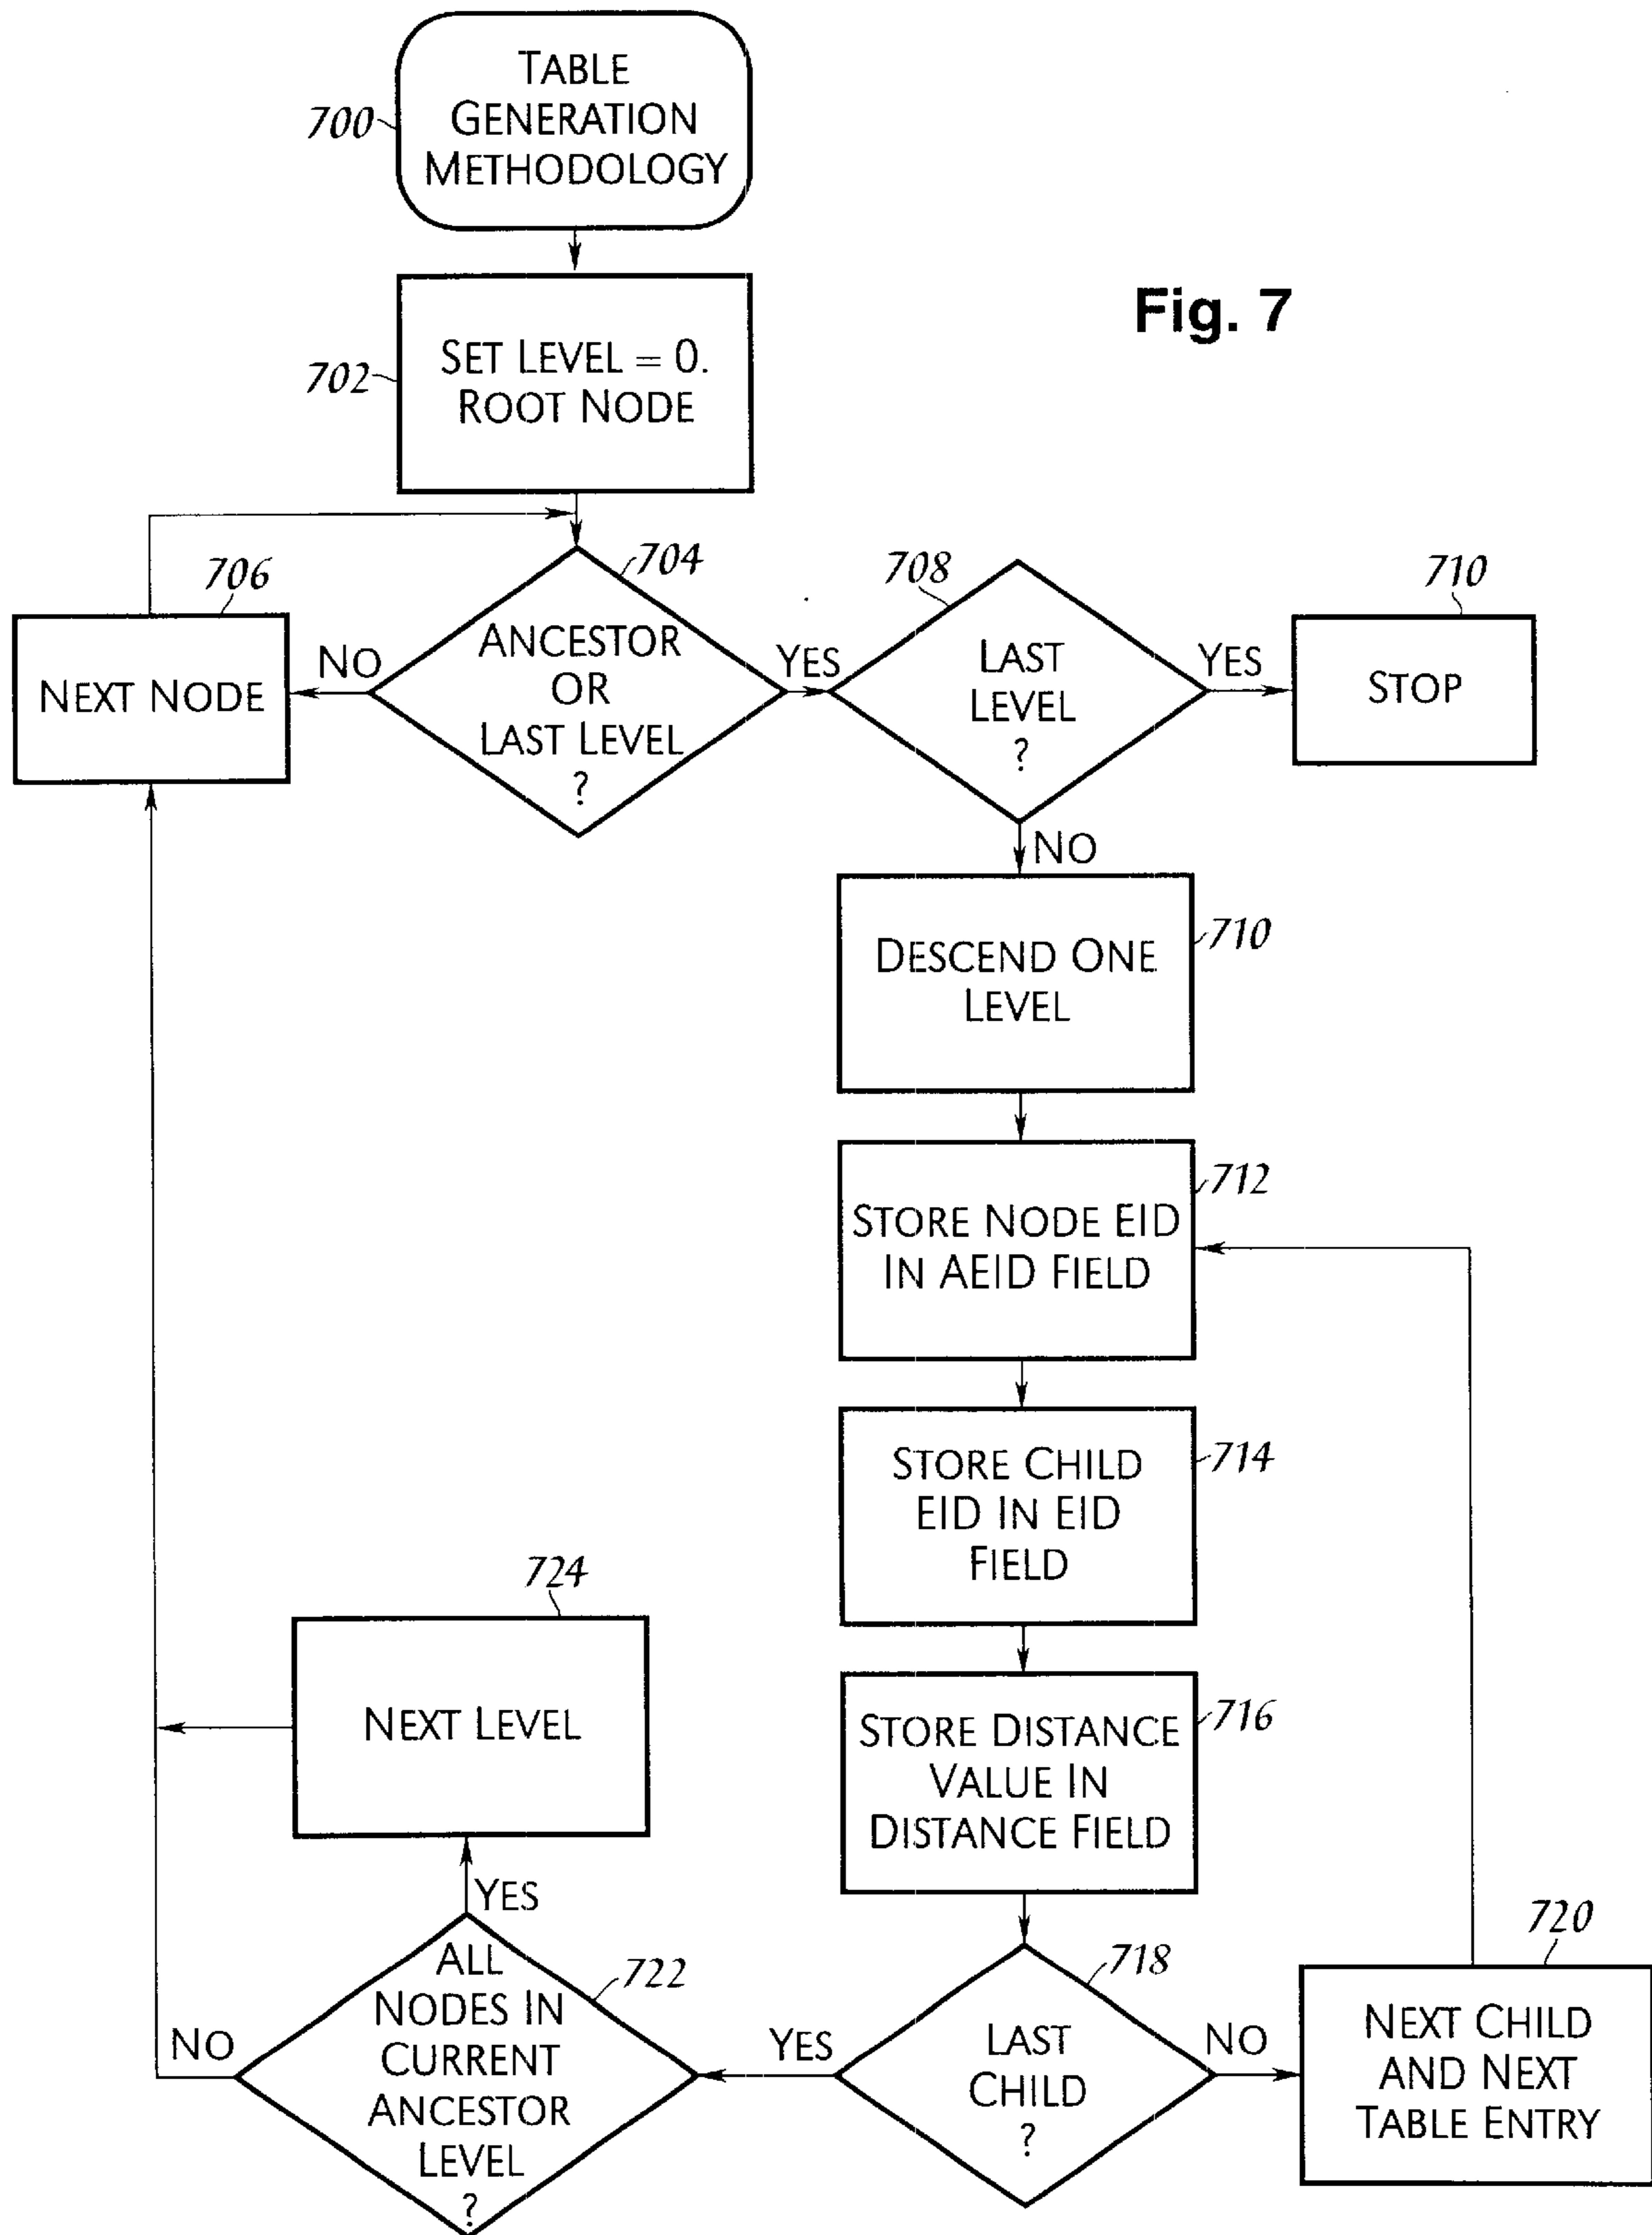 TABLE
GENERATION
METHODOLOGY
700
Fig. 7
SET LEVEL = 0.
ROOT NODE
702
704
ANCESTOR
OR
LAST LEVEL
?
NO
YES
706
NEXT NODE
708
LAST
LEVEL
?
YES
NO
710
STOP
DESCEND ONE
LEVEL
710
STORE NODE EID
IN AEID FIELD
712
STORE CHILD
EID IN EID
FIELD
714
STORE DISTANCE
VALUE IN
DISTANCE FIELD
716
LAST
CHILD
?
718
YES
NO
720
NEXT CHILD
AND NEXT
TABLE ENTRY
ALL
NODES IN
CURRENT
ANCESTOR
LEVEL
?
722
YES
NO
724
NEXT LEVEL